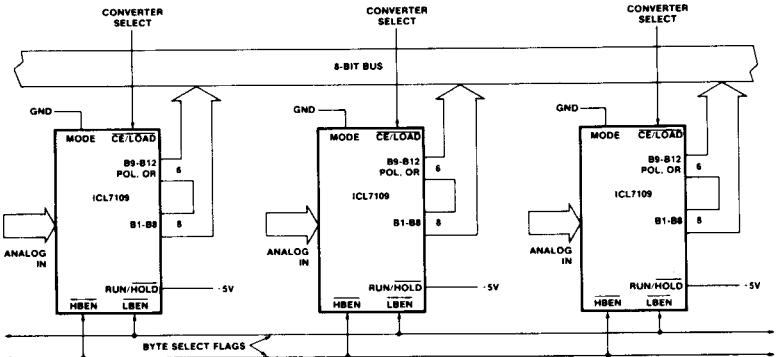 CONVERTER
SELECT
CONVERTER
SELECT
CONVERTER
SELECT
8-BIT BUS
GND
MODE
CE/LOAD
B9-B12
POL, OR
6
ICL7109
B1-B8
8
ANALOG
IN
RUN/HOLD
-5V
HBEN
LBEN
GND
MODE
CE/LOAD
B9-B12
POL, OR
6
ICL7109
B1-B8
8
ANALOG
IN
RUN/HOLD
-5V
HBEN
LBEN
GND
MODE
CE/LOAD
B9-B12
POL, OR
6
ICL7109
B1-B8
8
ANALOG
IN
RUN/HOLD
-5V
HBEN
LBEN
BYTE SELECT FLAGS